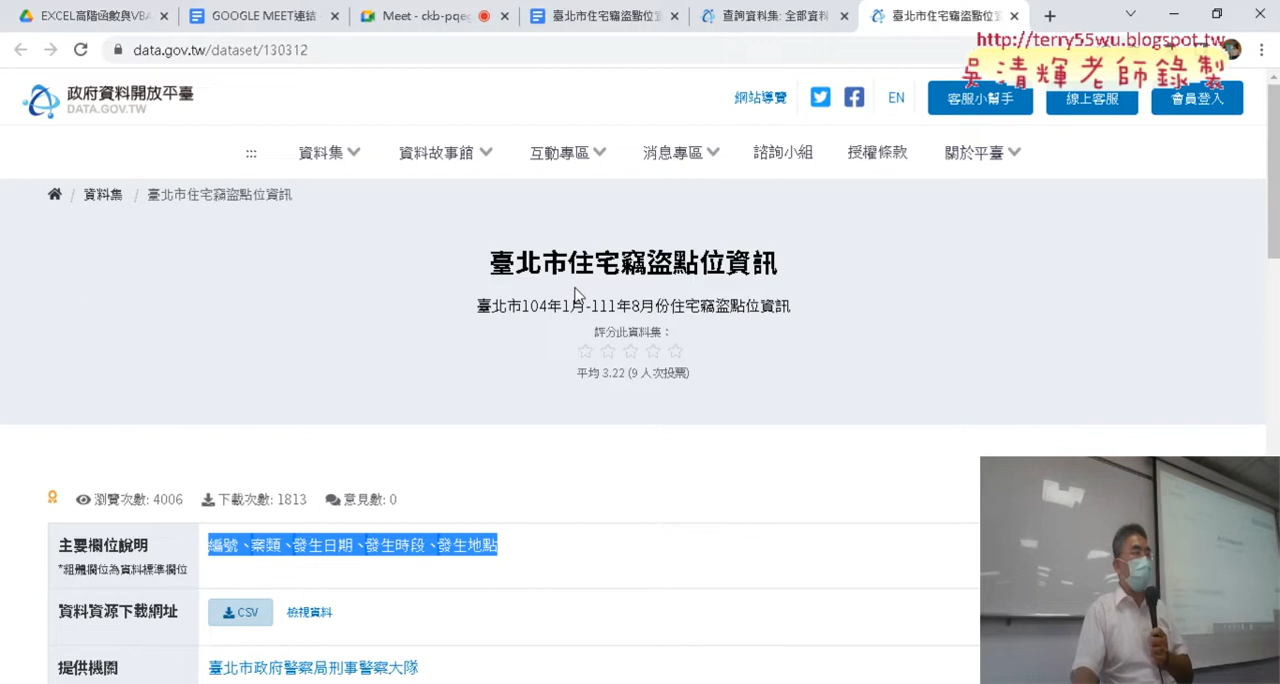 EXCEL高階函數與VBA
GOOGLE MEET連結
Meet - ckb-pqeg
臺北市住宅竊盜點位
查詢資料集: 全部資料
臺北市住宅竊盜點位資
data.gov.tw/dataset/130312
http://terry55wu.blogspot.tw
吳清輝老師錄製
政府資料開放平臺
DATA.GOV.TW
網站導覽
EN
客服小幫手
線上客服
會員登入
:::
資料集
資料故事館
互動專區
消息專區
諮詢小組
授權條款
關於平臺
/ 資料集 / 臺北市住宅竊盜點位資訊
臺北市住宅竊盜點位資訊
臺北市104年1月-111年8月份住宅竊盜點位資訊
評分此資料集：
平均 3.22 (9 人次投票)
瀏覽次數: 4006 下載次數: 1813 意見數: 0
主要欄位說明
*粗體欄位為資料標準欄位
編號、案類、發生日期、發生時段、發生地點
資料資源下載網址
CSV
檢視資料
提供機關
臺北市政府警察局刑事警察大隊